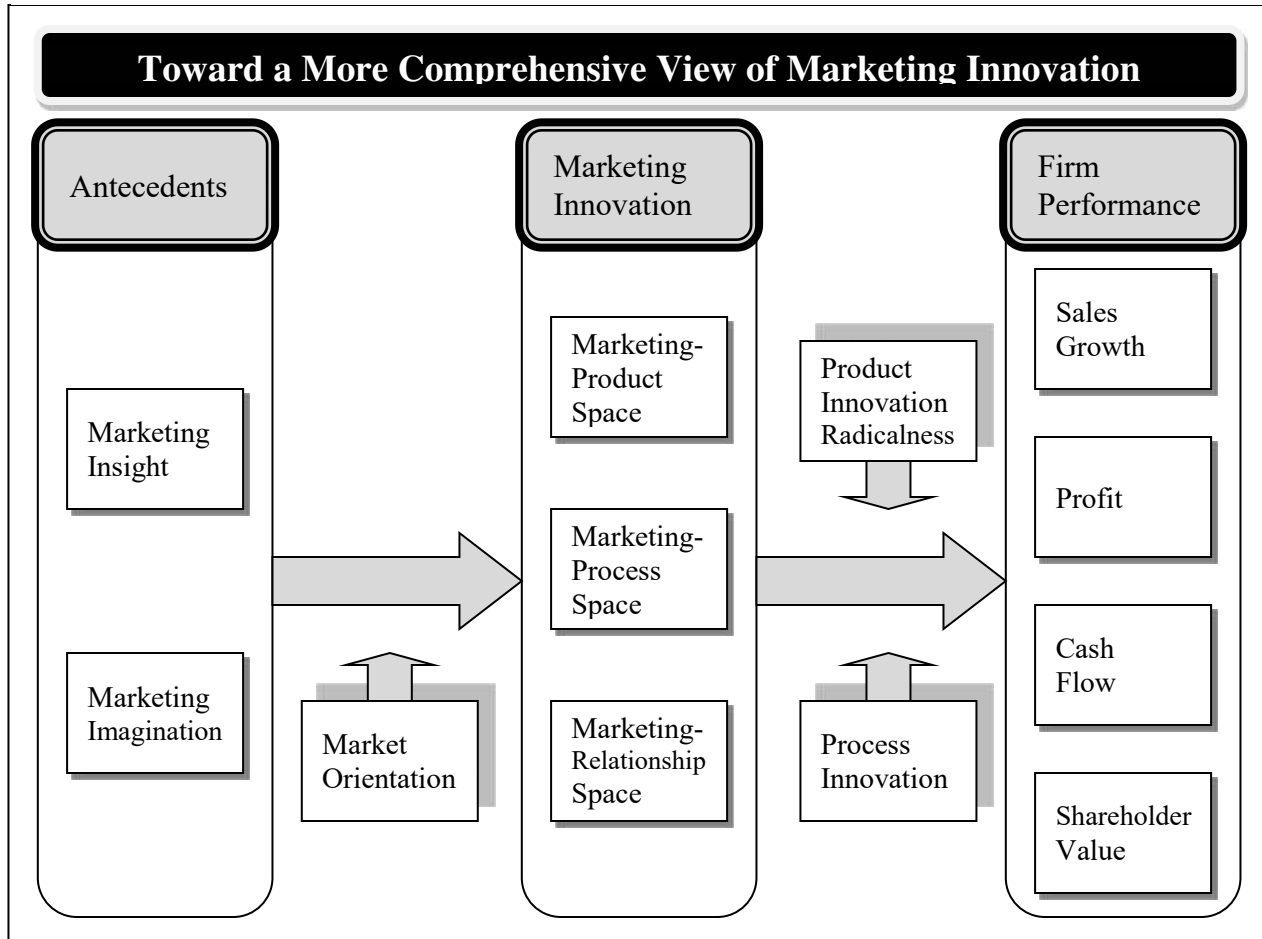 Toward a More Comprehensive View of Marketing Innovation
Antecedents
Marketing
Insight
Marketing
Imagination
Market
Orientation
Marketing
Innovation
Marketing-
Product
Space
Marketing-
Process
Space
Marketing-
Relationship
Space
Product
Innovation
Radicalness
Process
Innovation
Firm
Performance
Sales
Growth
Profit
Cash
Flow
Shareholder
Value